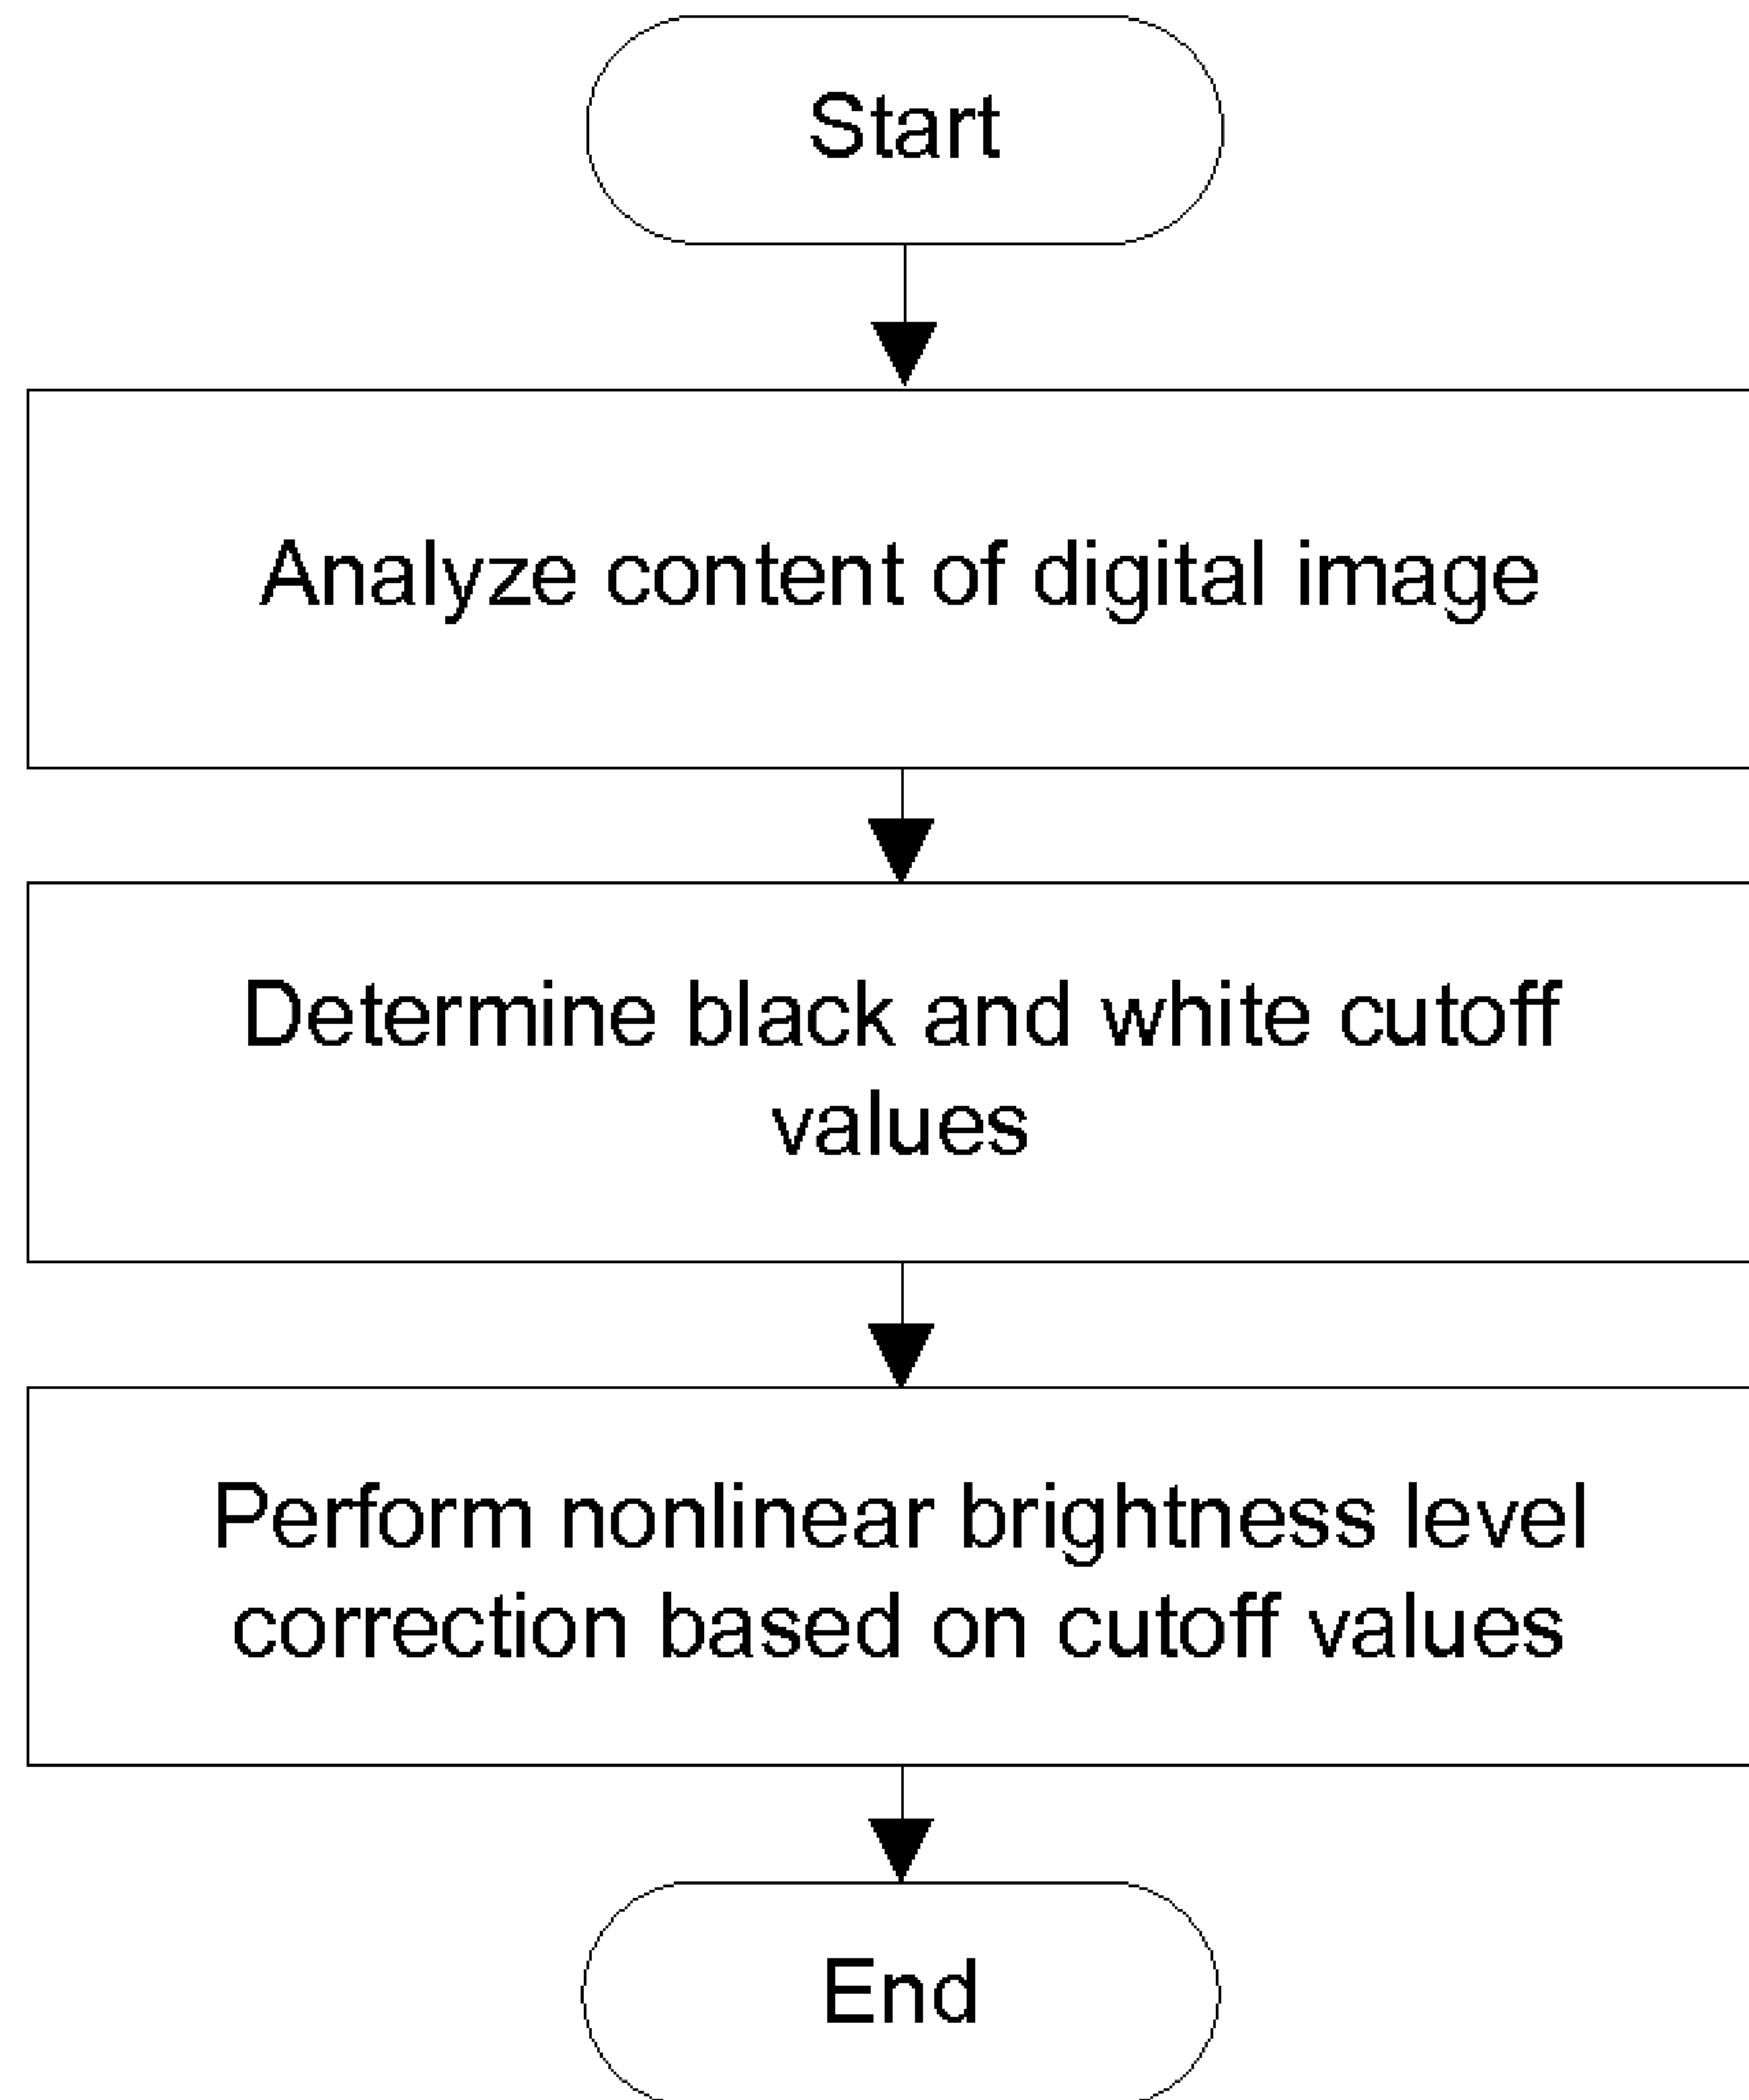 Start
Analyze content of digital image
Determine black and white cutoff
values
Perform nonlinear brightness level
correction based on cutoff values
End